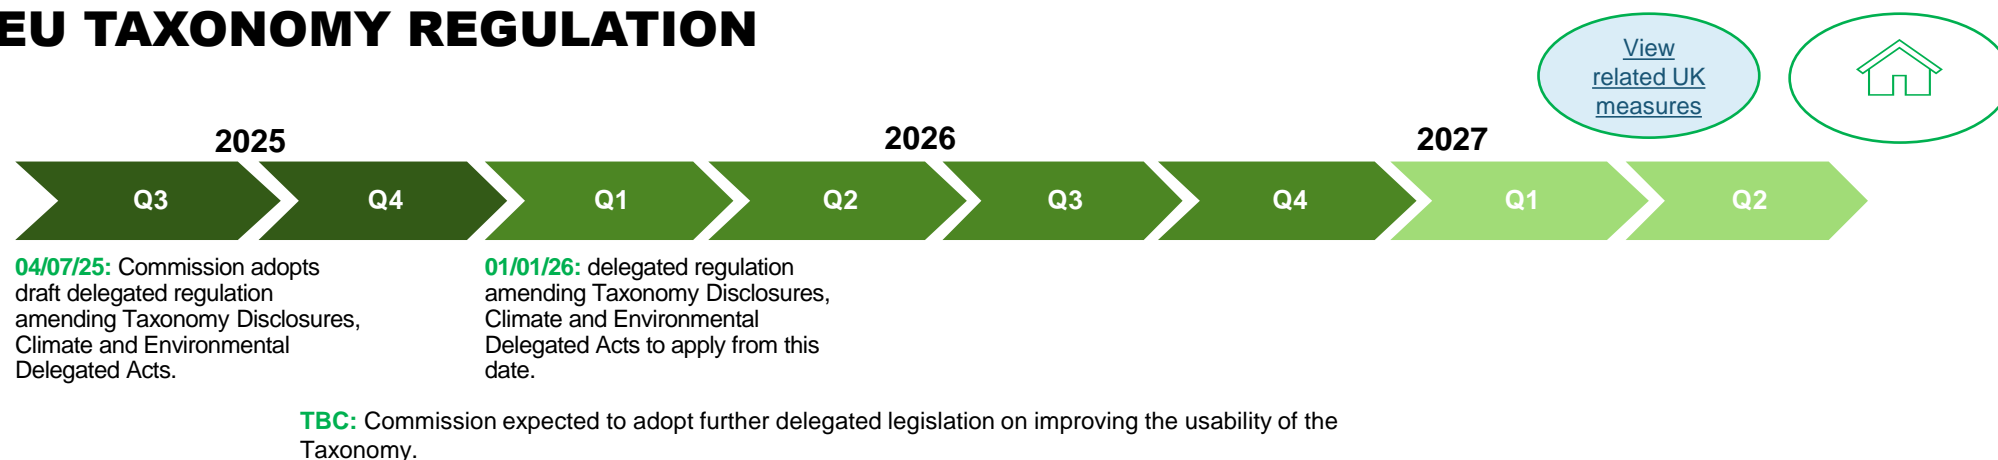 EU TAXONOMY REGULATION
View
related UK
measures
2025
2026
2027
Q3
Q4
Q1
Q2
Q3
Q4
Q1
Q2
04/07/25: Commission adopts
draft delegated regulation
amending Taxonomy Disclosures,
Climate and Environmental
Delegated Acts.
01/01/26: delegated regulation
amending Taxonomy Disclosures,
Climate and Environmental
Delegated Acts to apply from this
date.
TBC: Commission expected to adopt further delegated legislation on improving the usability of the
Taxonomy.